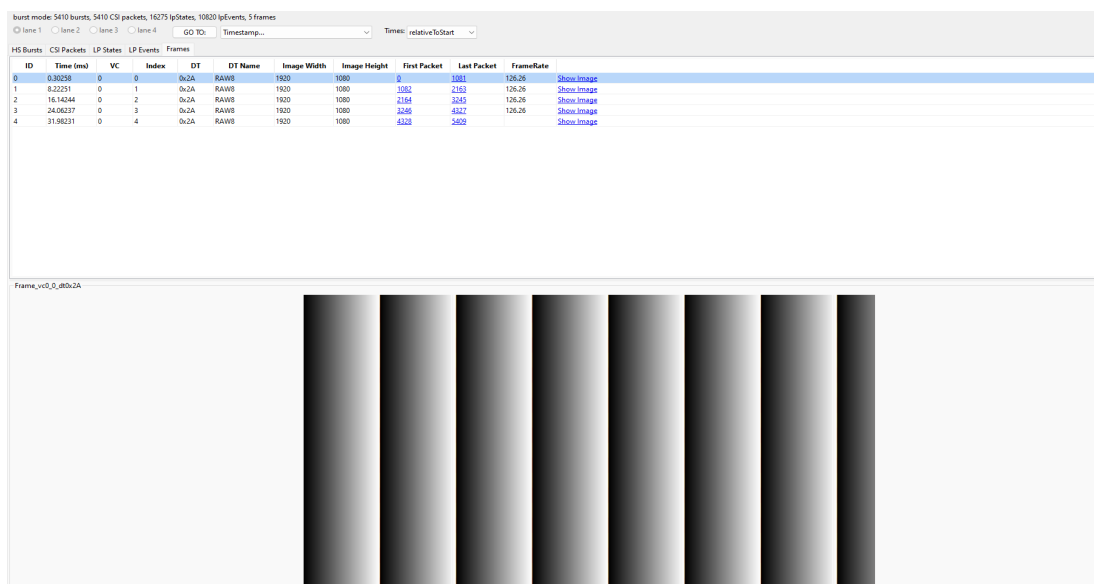 burst mode: 5410 bursts, 5410 CSI packets, 16275 lpStates, 10820 lpEvents, 5 frames
lane 1 lane 2 lane 3 lane 4 GO TO: Timestamp... Times: relativeToStart
HS Bursts CSI Packets LP States LP Events Frames
ID Time (ms) VC Index DT DT Name Image Width Image Height First Packet Last Packet FrameRate
0 0.30258 0 0 0x2A RAW8 1920 1080 0 1081 126.26 Show Image
1 8.22251 0 1 0x2A RAW8 1920 1080 1082 2163 126.26 Show Image
2 16.14244 0 2 0x2A RAW8 1920 1080 2164 3245 126.26 Show Image
3 24.06237 0 3 0x2A RAW8 1920 1080 3246 4327 126.26 Show Image
4 31.98231 0 4 0x2A RAW8 1920 1080 4328 5409 Show Image
Frame_vc0_0_dt0x2A